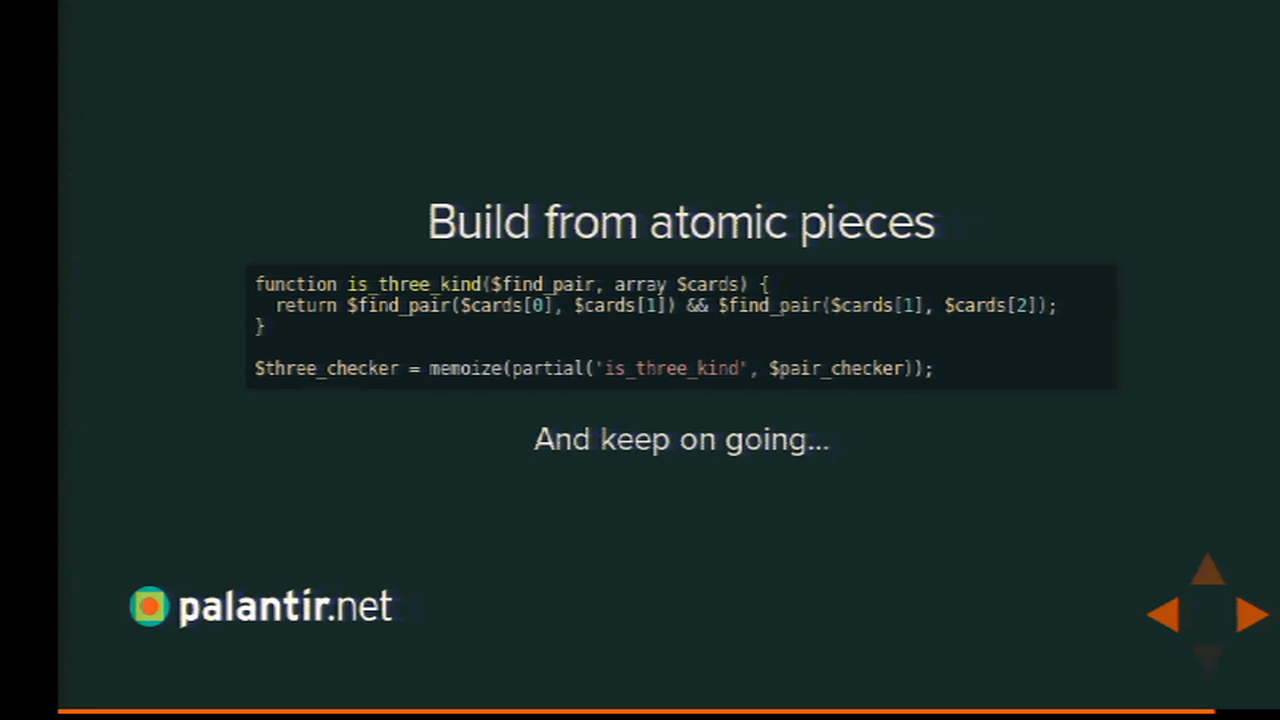 Build from atomic pieces
function is_three_kind($find_pair, array $cards) {
  return $find_pair($cards[0], $cards[1]) && $find_pair($cards[1], $cards[2]);
}
$three_checker = memoize(partial('is_three_kind', $pair_checker));
And keep on going...
palantir.net